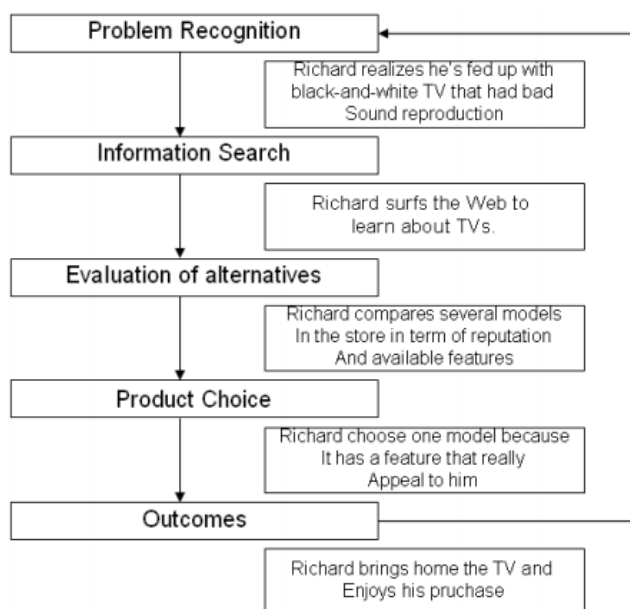 Problem Recognition
Richard realizes he's fed up with
black-and-white TV that had bad
Sound reproduction
Information Search
Richard surfs the Web to
learn about TVs.
Evaluation of alternatives
Richard compares several models
In the store in term of reputation
And available features
Product Choice
Richard choose one model because
It has a feature that really
Appeal to him
Outcomes
Richard brings home the TV and
Enjoys his pruchase